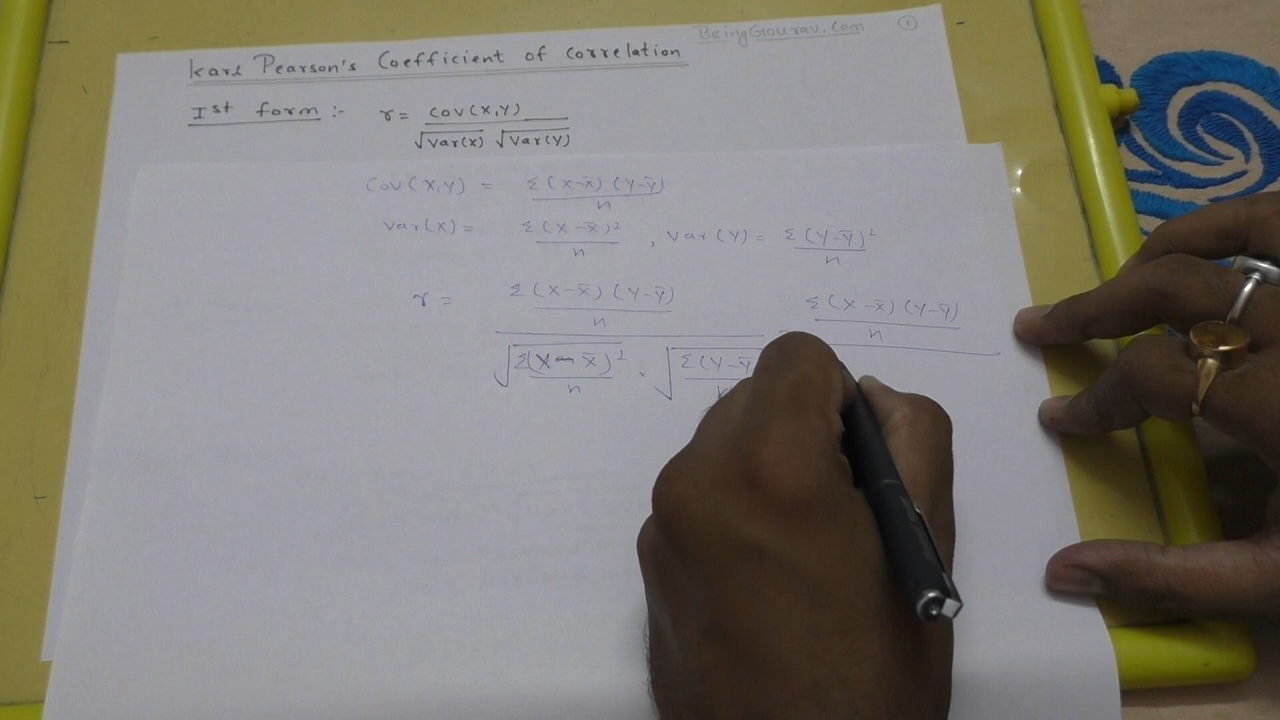 BeingGourav.com ①
Karl Pearson's Coefficient of correlation
Ist form :- r = cov(X,Y) / √Var(X) √Var(Y)
Cov(X,Y) = Σ(X-X̄)(Y-Ȳ) / n
Var(X) = Σ(X-X̄)² / n , Var(Y) = Σ(Y-Ȳ)² / n
r = Σ(X-X̄)(Y-Ȳ) / n Σ(X-X̄)(Y-Ȳ) / n
√Σ(X-X̄)² / n · √Σ(Y-Ȳ